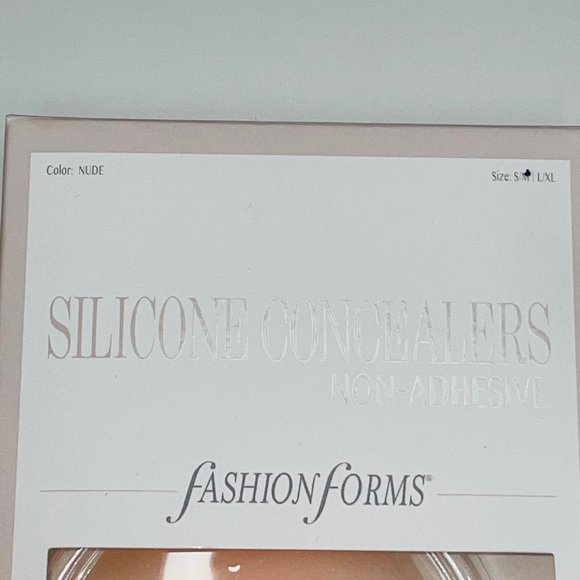 Color: NUDE
Size: S/M | L/XL
SILICONE CONCEALERS
NON-ADHESIVE
fASHION fORMS®